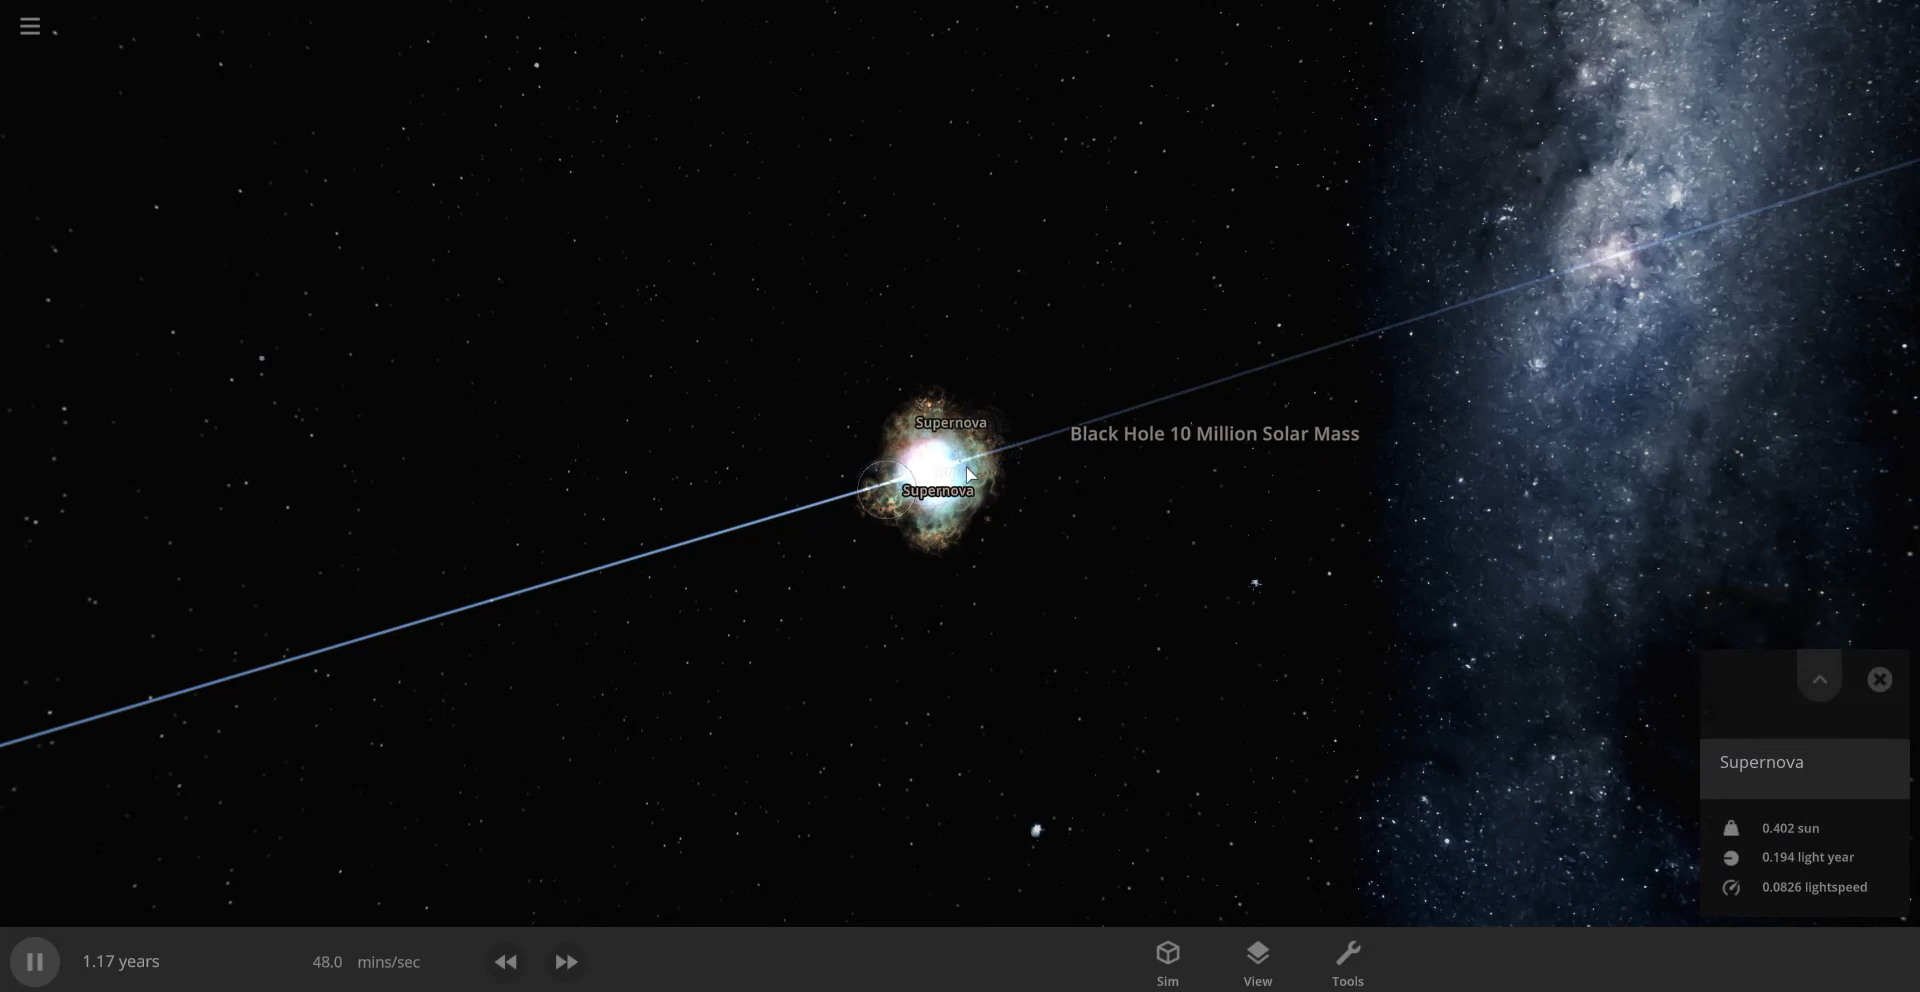 Supernova
Black Hole 10 Million Solar Mass
Supernova
Supernova
0.402 sun
0.194 light year
0.0826 lightspeed
1.17 years
48.0 mins/sec
Sim
View
Tools